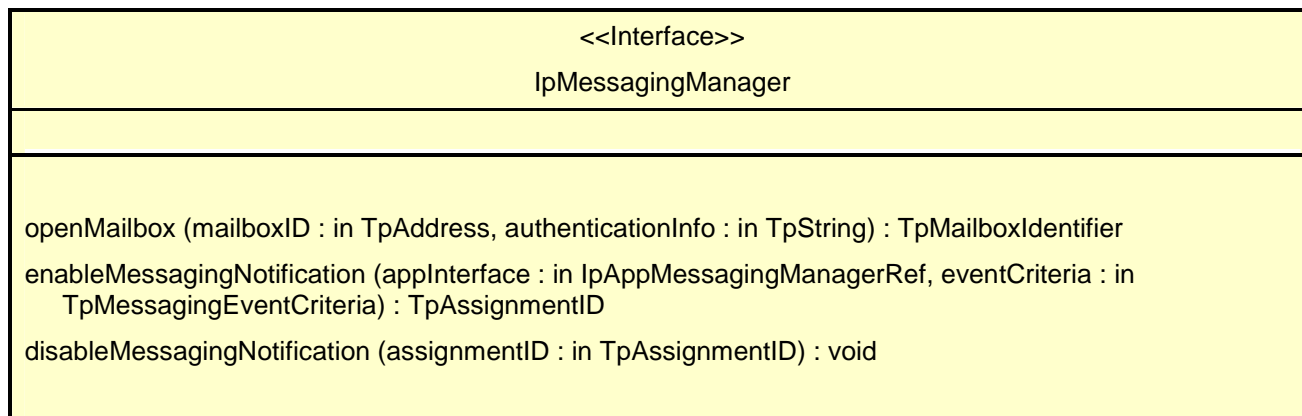 <<Interface>>
IpMessagingManager
openMailbox (mailboxID : in TpAddress, authenticationInfo : in TpString) : TpMailboxIdentifier
enableMessagingNotification (appInterface : in IpAppMessagingManagerRef, eventCriteria : in
TpMessagingEventCriteria) : TpAssignmentID
disableMessagingNotification (assignmentID : in TpAssignmentID) : void